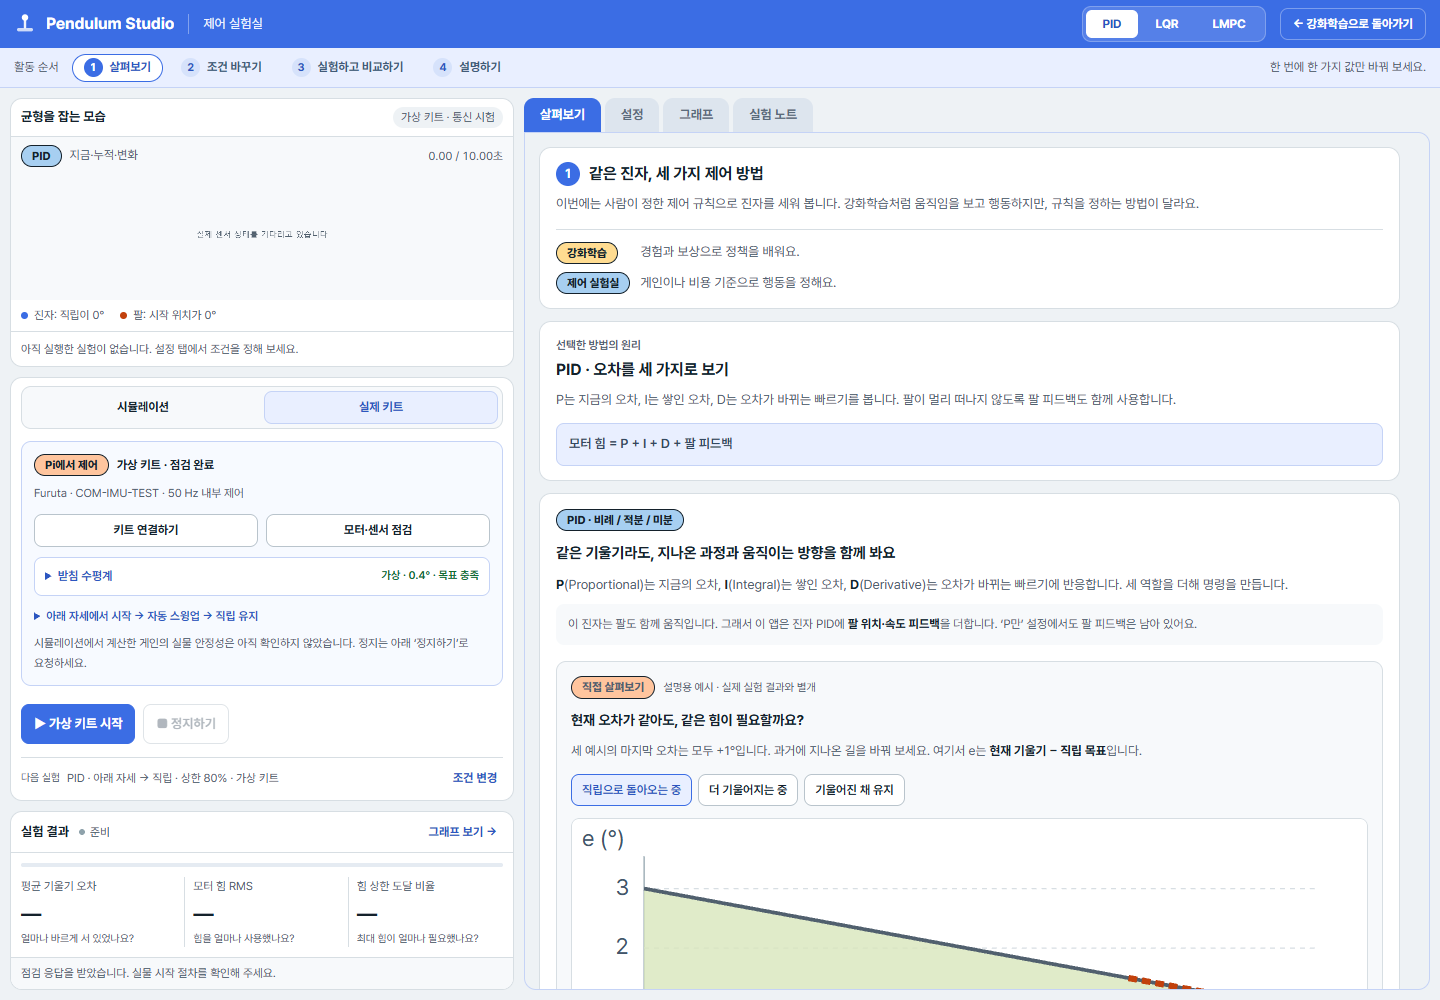 Pendulum Studio
제어 실험실
PID
LQR
LMPC
← 강화학습으로 돌아가기
활동 순서
1 살펴보기
2 조건 바꾸기
3 실험하고 비교하기
4 설명하기
한 번에 한 가지 값만 바꿔 보세요.
균형을 잡는 모습
가상 키트 · 통신 시험
PID 지금·누적·변화
0.00 / 10.00초
실제 센서 상태를 기다리고 있습니다
진자: 직립이 0°
팔: 시작 위치가 0°
아직 실행한 실험이 없습니다. 설정 탭에서 조건을 정해 보세요.
시뮬레이션
실제 키트
Pi에서 제어 가상 키트 · 점검 완료
Furuta · COM-IMU-TEST · 50 Hz 내부 제어
키트 연결하기
모터·센서 점검
▶ 받침 수평계
가상 · 0.4° · 목표 충족
▶ 아래 자세에서 시작 → 자동 스윙업 → 직립 유지
시뮬레이션에서 계산한 게인의 실물 안정성은 아직 확인하지 않았습니다. 정지는 아래 ‘정지하기’로
요청하세요.
▶ 가상 키트 시작
■ 정지하기
다음 실험 PID · 아래 자세 → 직립 · 상한 80% · 가상 키트
조건 변경
실험 결과 ● 준비
그래프 보기 →
평균 기울기 오차
—
얼마나 바르게 서 있었나요?
모터 힘 RMS
—
힘을 얼마나 사용했나요?
힘 상한 도달 비율
—
최대 힘이 얼마나 필요했나요?
점검 응답을 받았습니다. 실물 시작 절차를 확인해 주세요.
살펴보기
설정
그래프
실험 노트
1 같은 진자, 세 가지 제어 방법
이번에는 사람이 정한 제어 규칙으로 진자를 세워 봅니다. 강화학습처럼 움직임을 보고 행동하지만, 규칙을 정하는 방법이 달라요.
강화학습 경험과 보상으로 정책을 배워요.
제어 실험실 게인이나 비용 기준으로 행동을 정해요.
선택한 방법의 원리
PID · 오차를 세 가지로 보기
P는 지금의 오차, I는 쌓인 오차, D는 오차가 바뀌는 빠르기를 봅니다. 팔이 멀리 떠나지 않도록 팔 피드백도 함께 사용합니다.
모터 힘 = P + I + D + 팔 피드백
PID · 비례 / 적분 / 미분
같은 기울기라도, 지나온 과정과 움직이는 방향을 함께 봐요
P(Proportional)는 지금의 오차, I(Integral)는 쌓인 오차, D(Derivative)는 오차가 바뀌는 빠르기에 반응합니다. 세 역할을 더해 명령을 만듭니다.
이 진자는 팔도 함께 움직입니다. 그래서 이 앱은 진자 PID에 팔 위치·속도 피드백을 더합니다. ‘P만’ 설정에서도 팔 피드백은 남아 있어요.
직접 살펴보기 설명용 예시 · 실제 실험 결과와 별개
현재 오차가 같아도, 같은 힘이 필요할까요?
세 예시의 마지막 오차는 모두 +1°입니다. 과거에 지나온 길을 바꿔 보세요. 여기서 e는 현재 기울기 − 직립 목표입니다.
직립으로 돌아오는 중
더 기울어지는 중
기울어진 채 유지
e (°)
3
2